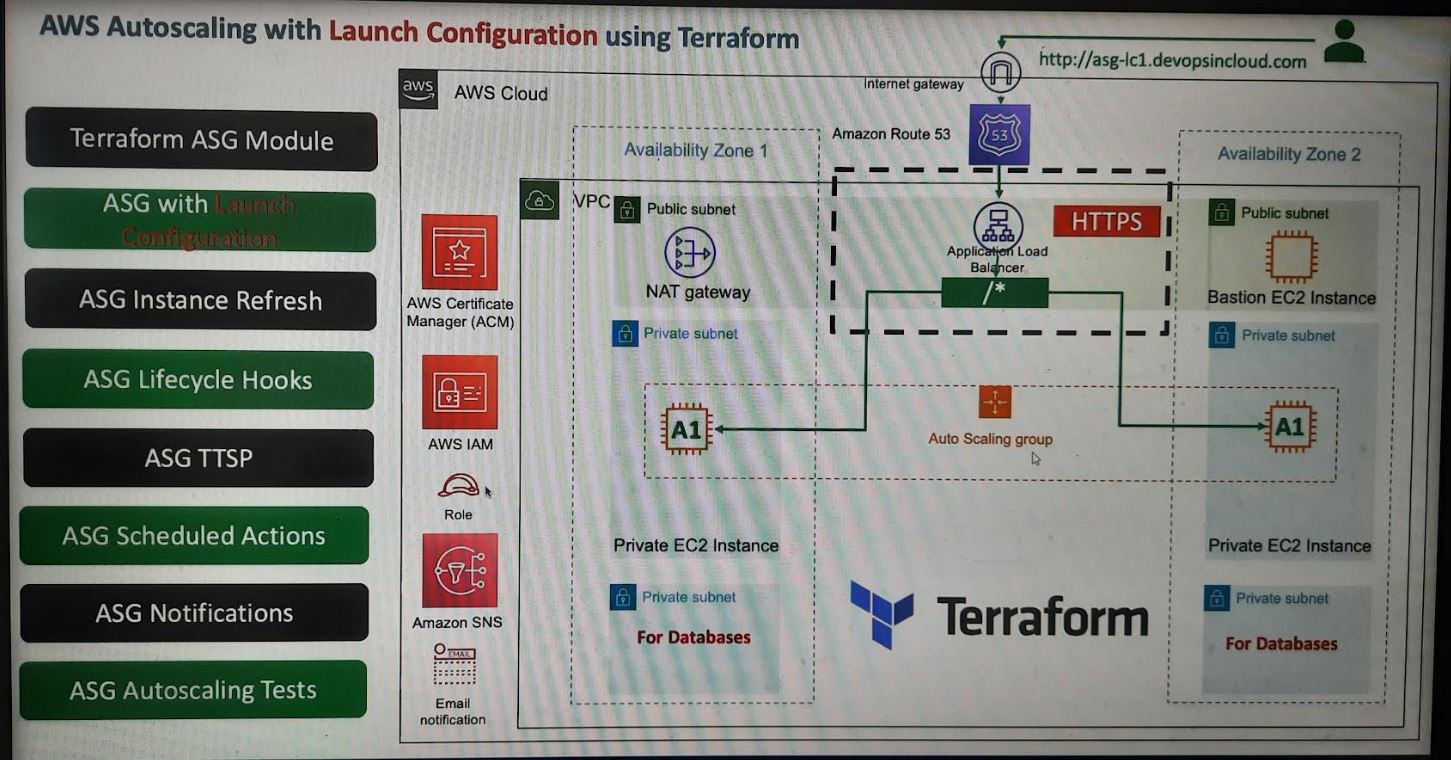 AWS Autoscaling with Launch Configuration using Terraform
http://asg-lc1.devopsincloud.com
Internet gateway
aws
AWS Cloud
Terraform ASG Module
ASG with Launch
Configuration
ASG Instance Refresh
ASG Lifecycle Hooks
ASG TTSP
ASG Scheduled Actions
ASG Notifications
ASG Autoscaling Tests
AWS Certificate
Manager (ACM)
AWS IAM
Role
Amazon SNS
EMAIL
Email
notification
Availability Zone 1
VPC
Public subnet
NAT gateway
Private subnet
A1
Private EC2 Instance
Private subnet
For Databases
Amazon Route 53
53
HTTPS
Application Load
Balancer
/*
Auto Scaling group
Terraform
Availability Zone 2
Public subnet
Bastion EC2 Instance
Private subnet
A1
Private EC2 Instance
Private subnet
For Databases